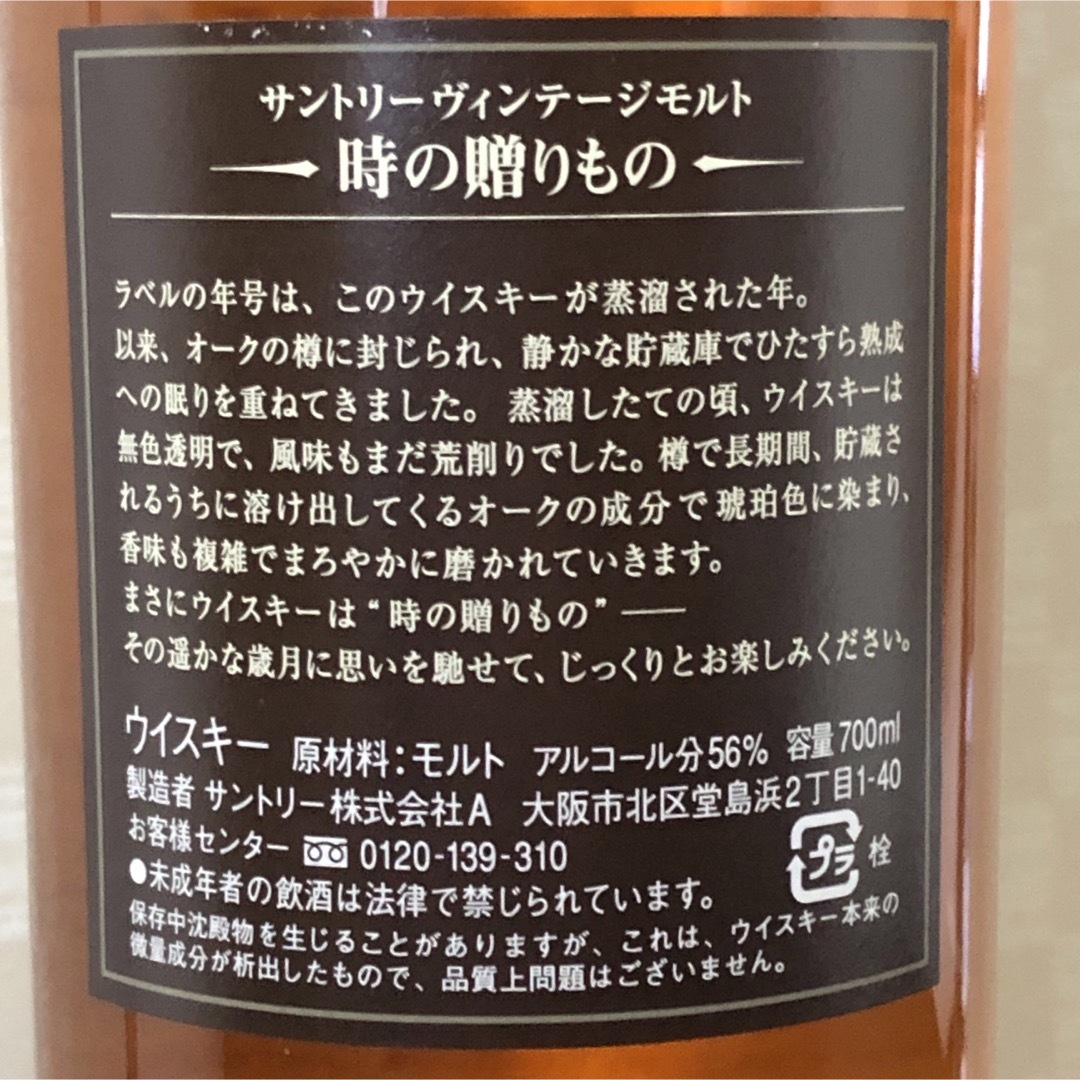 サントリーヴィンテージモルト
時の贈りもの
ラベルの年号は、このウイスキーが蒸溜された年。
以来、オークの樽に封じられ、静かな貯蔵庫でひたすら熟成
への眠りを重ねてきました。蒸溜したての頃、ウイスキーは
無色透明で、風味もまだ荒削りでした。樽で長期間、貯蔵さ
れるうちに溶け出してくるオークの成分で琥珀色に染まり、
香味も複雑でまろやかに磨かれていきます。
まさにウイスキーは“時の贈りもの”──
その遥かな歳月に思いを馳せて、じっくりとお楽しみください。
ウイスキー 原材料：モルト アルコール分56% 容量700ml
製造者 サントリー株式会社A 大阪市北区堂島浜2丁目1-40
お客様センター 0120-139-310
プラ 栓
●未成年者の飲酒は法律で禁じられています。
保存中沈殿物を生じることがありますが、これは、ウイスキー本来の
微量成分が析出したもので、品質上問題はございません。